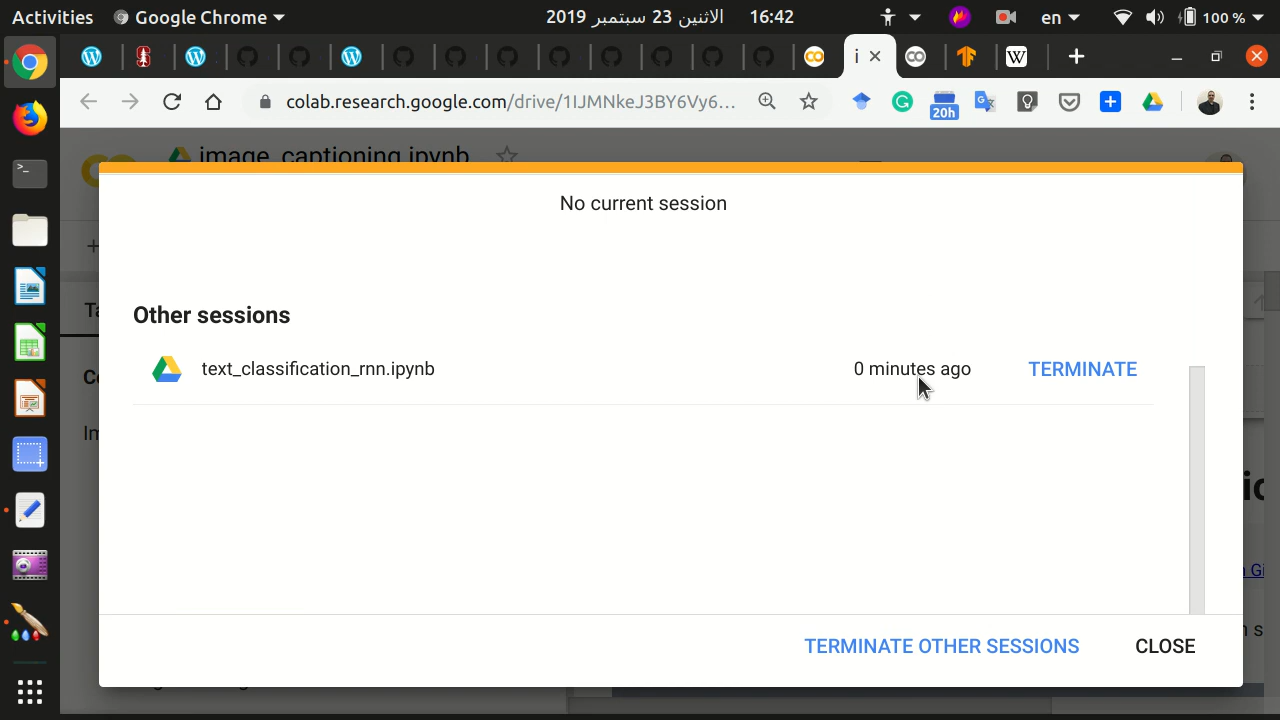 Activities
Google Chrome
الاثنين 23 سبتمبر 2019 16:42
en
100 %
i
W
colab.research.google.com/drive/1IJMNkeJ3BY6Vy6...
20h
image_captioning.ipynb
No current session
Other sessions
text_classification_rnn.ipynb
0 minutes ago
TERMINATE
TERMINATE OTHER SESSIONS
CLOSE